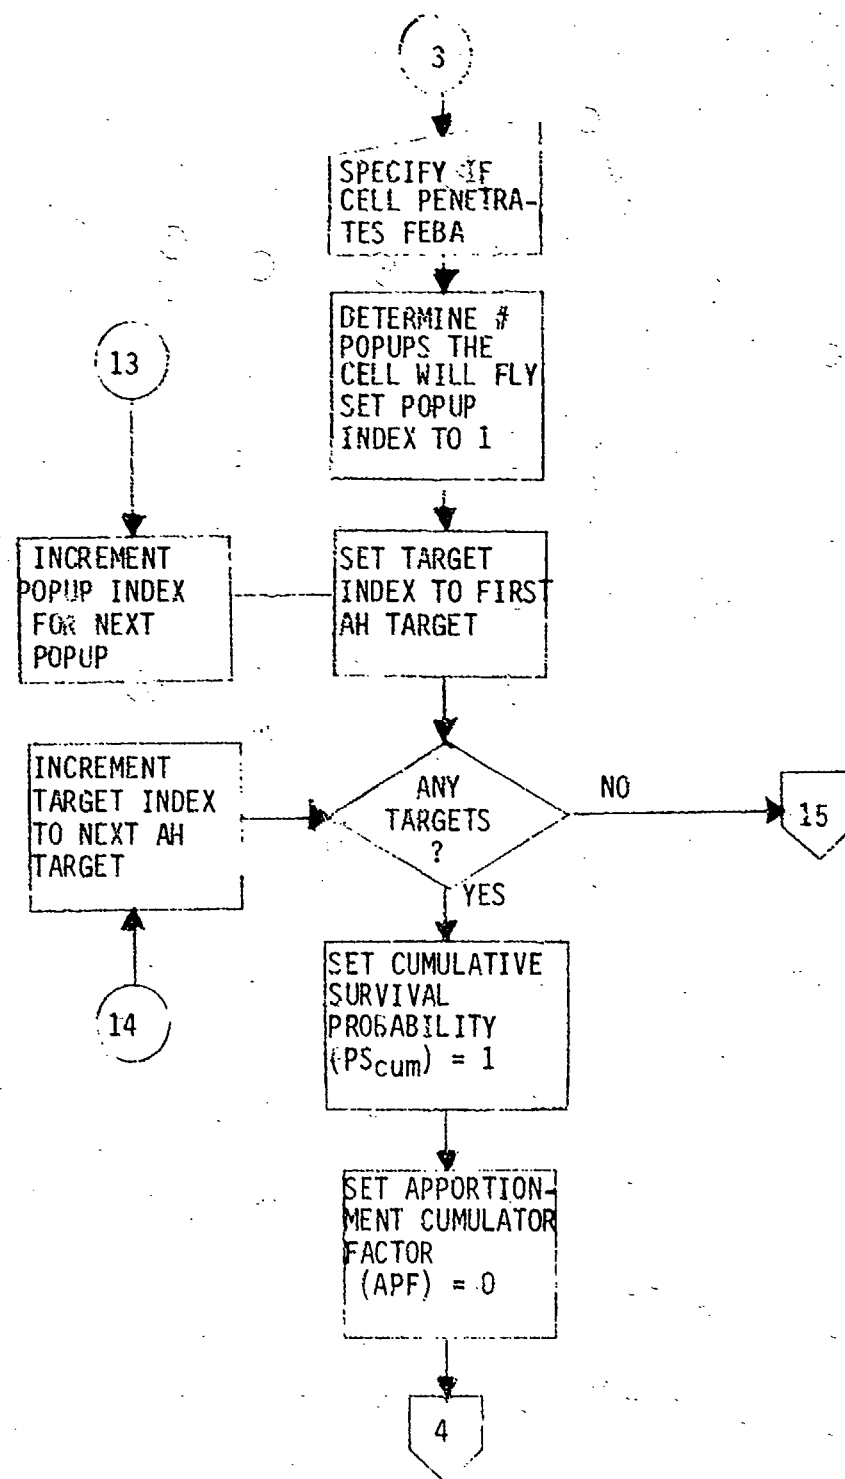 3
SPECIFY IF
CELL PENETRA-
TES FEBA
DETERMINE #
POPUPS THE
CELL WILL FLY
SET POPUP
INDEX TO 1
13
INCREMENT
POPUP INDEX
FOR NEXT
POPUP
SET TARGET
INDEX TO FIRST
AH TARGET
INCREMENT
TARGET INDEX
TO NEXT AH
TARGET
ANY
TARGETS
?
NO
15
YES
14
SET CUMULATIVE
SURVIVAL
PROBABILITY
(PScum) = 1
SET APPORTION-
MENT CUMULATOR
FACTOR
(APF) = 0
4